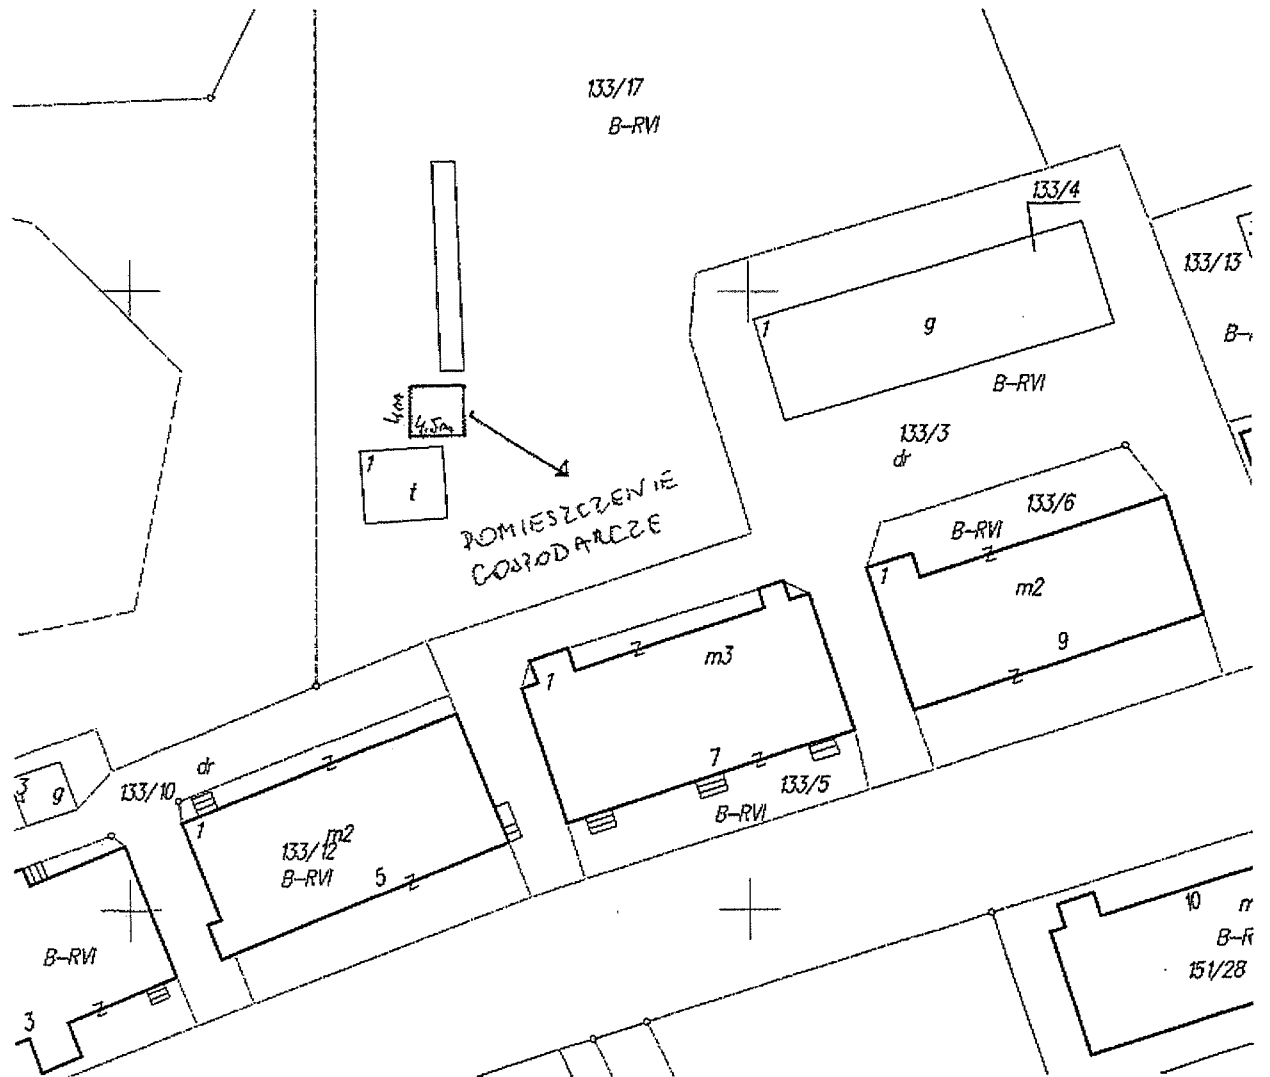 133/17
B-RVI
133/4
133/13
1
g
B-
B-RVI
4m
4.5m
133/3
dr
1
t
POMIESZCZENIE
GOSPODARCZE
133/6
B-RVI
1
m2
9
m3
1
7
133/5
B-RVI
dr
133/10
3
g
1
m2
133/12
B-RVI
5
10
B-R
151/28
B-RVI
3